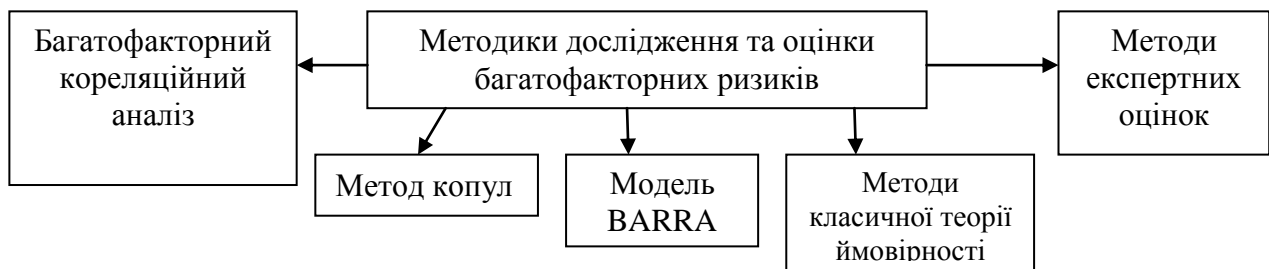 Багатофакторний
кореляційний
аналіз
Методики дослідження та оцінки
багатофакторних ризиків
Методи
експертних
оцінок
Метод копул
Модель
BARRA
Методи
класичної теорії
ймовірності